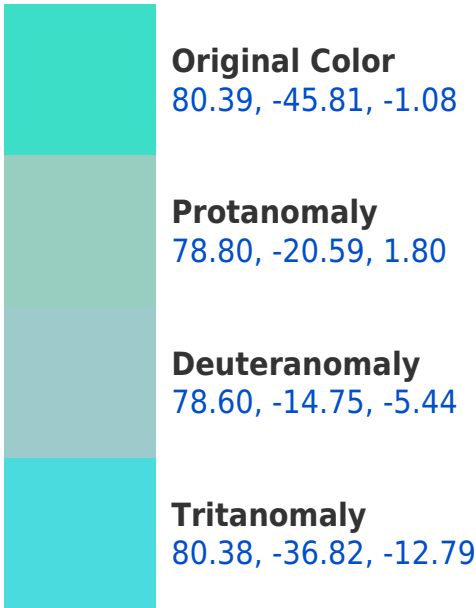 Original Color
80.39, -45.81, -1.08
Protanomaly
78.80, -20.59, 1.80
Deuteranomaly
78.60, -14.75, -5.44
Tritanomaly
80.38, -36.82, -12.79